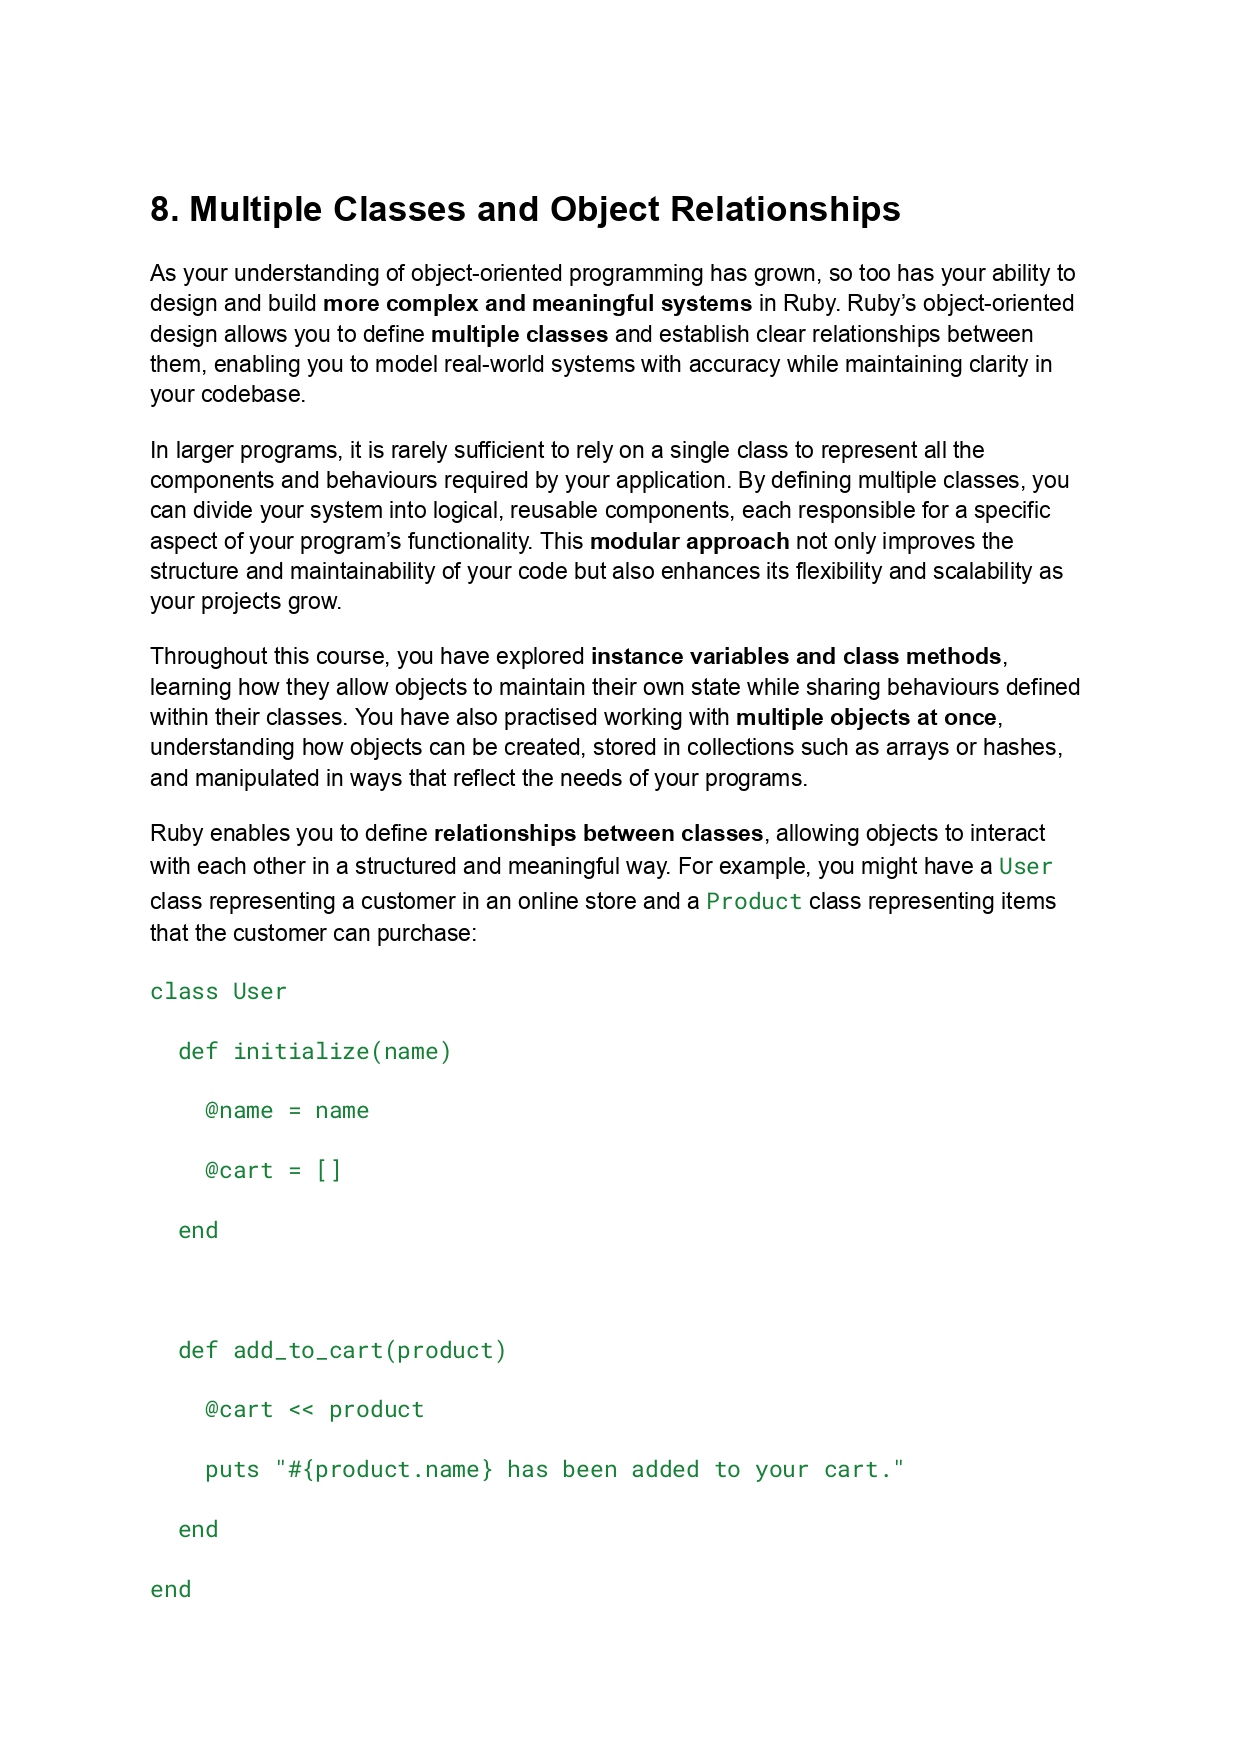 8. Multiple Classes and Object Relationships
As your understanding of object-oriented programming has grown, so too has your ability to
design and build more complex and meaningful systems in Ruby. Ruby’s object-oriented
design allows you to define multiple classes and establish clear relationships between
them, enabling you to model real-world systems with accuracy while maintaining clarity in
your codebase.
In larger programs, it is rarely sufficient to rely on a single class to represent all the
components and behaviours required by your application. By defining multiple classes, you
can divide your system into logical, reusable components, each responsible for a specific
aspect of your program’s functionality. This modular approach not only improves the
structure and maintainability of your code but also enhances its flexibility and scalability as
your projects grow.
Throughout this course, you have explored instance variables and class methods,
learning how they allow objects to maintain their own state while sharing behaviours defined
within their classes. You have also practised working with multiple objects at once,
understanding how objects can be created, stored in collections such as arrays or hashes,
and manipulated in ways that reflect the needs of your programs.
Ruby enables you to define relationships between classes, allowing objects to interact
with each other in a structured and meaningful way. For example, you might have a User
class representing a customer in an online store and a Product class representing items
that the customer can purchase:
class User
  def initialize(name)
    @name = name
    @cart = []
  end
  def add_to_cart(product)
    @cart << product
    puts "#{product.name} has been added to your cart."
  end
end